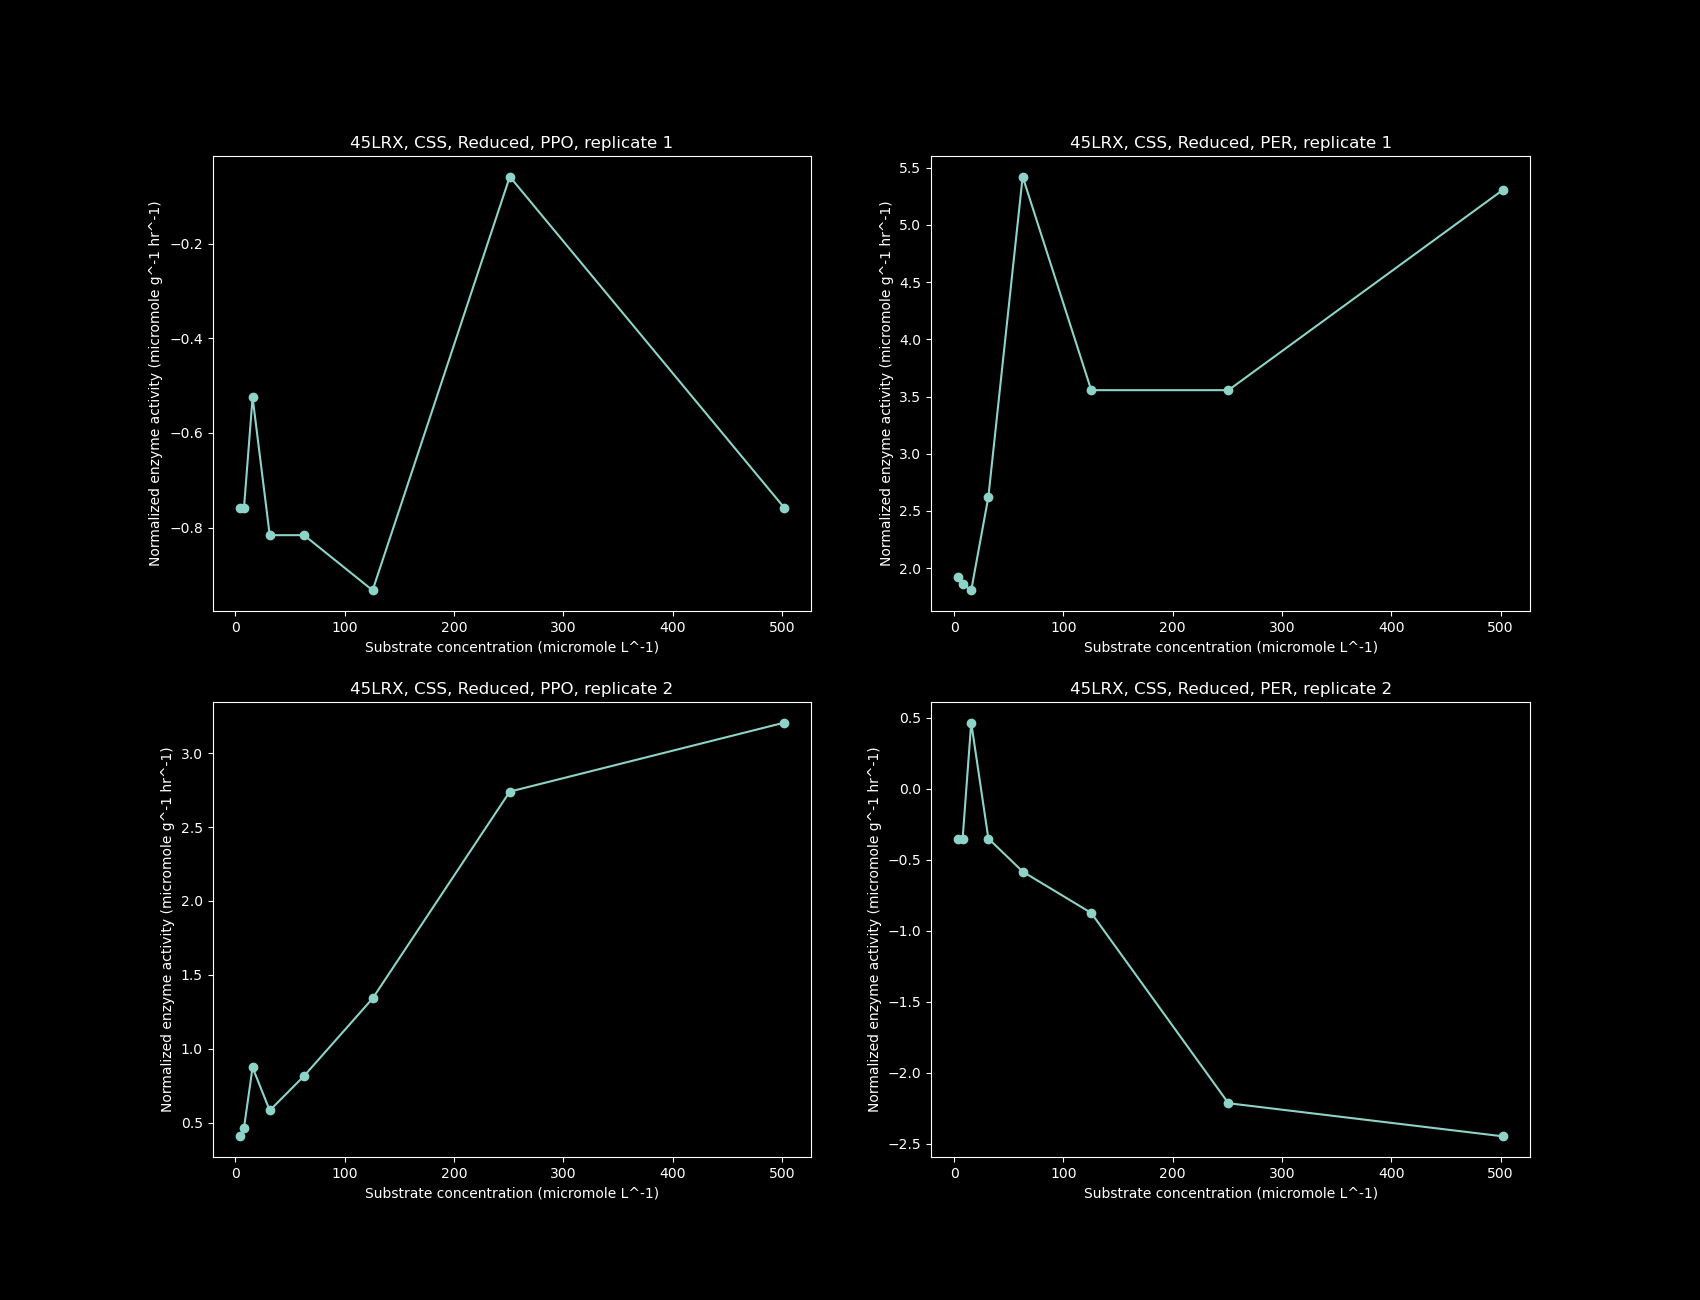 45LRX, CSS, Reduced, PPO, replicate 1
Normalized enzyme activity (micromole g^-1 hr^-1)
−0.2
−0.4
−0.6
−0.8
0 100 200 300 400 500
Substrate concentration (micromole L^-1)
45LRX, CSS, Reduced, PER, replicate 1
Normalized enzyme activity (micromole g^-1 hr^-1)
5.5
5.0
4.5
4.0
3.5
3.0
2.5
2.0
0 100 200 300 400 500
Substrate concentration (micromole L^-1)
45LRX, CSS, Reduced, PPO, replicate 2
Normalized enzyme activity (micromole g^-1 hr^-1)
3.0
2.5
2.0
1.5
1.0
0.5
0 100 200 300 400 500
Substrate concentration (micromole L^-1)
45LRX, CSS, Reduced, PER, replicate 2
Normalized enzyme activity (micromole g^-1 hr^-1)
0.5
0.0
−0.5
−1.0
−1.5
−2.0
−2.5
0 100 200 300 400 500
Substrate concentration (micromole L^-1)